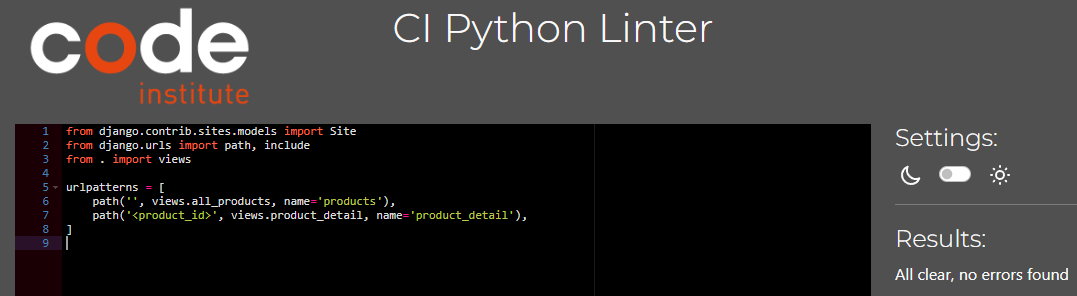 code
institute
CI Python Linter
1 from django.contrib.sites.models import Site
2 from django.urls import path, include
3 from . import views
4
5 urlpatterns = [
6     path('', views.all_products, name='products'),
7     path('<product_id>', views.product_detail, name='product_detail'),
8 ]
9
Settings:
Results:
All clear, no errors found